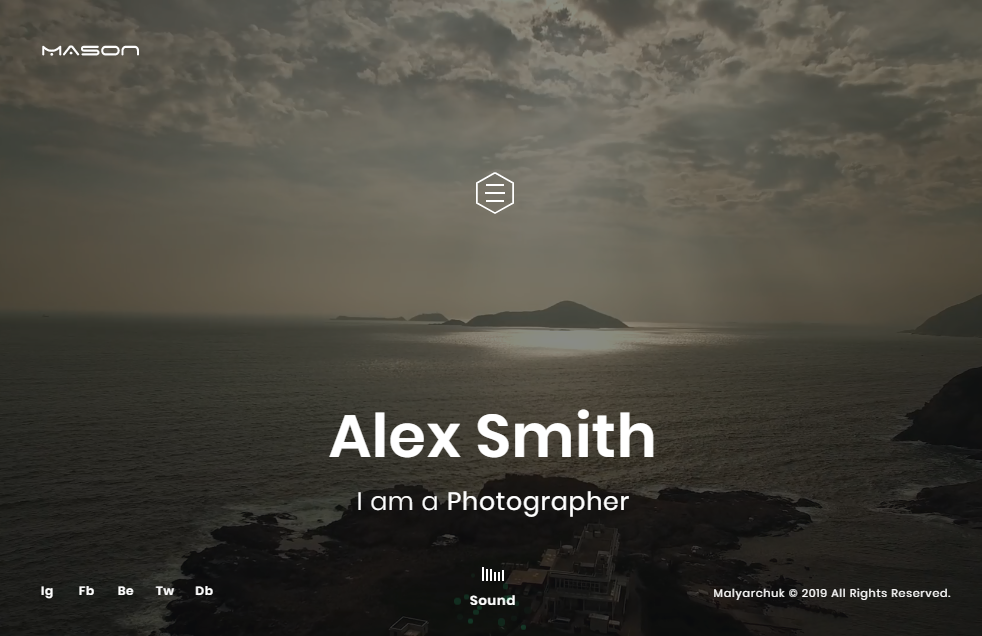 MASON
Alex Smith
I am a Photographer
Ig Fb Be Tw Db
Sound
Malyarchuk © 2019 All Rights Reserved.